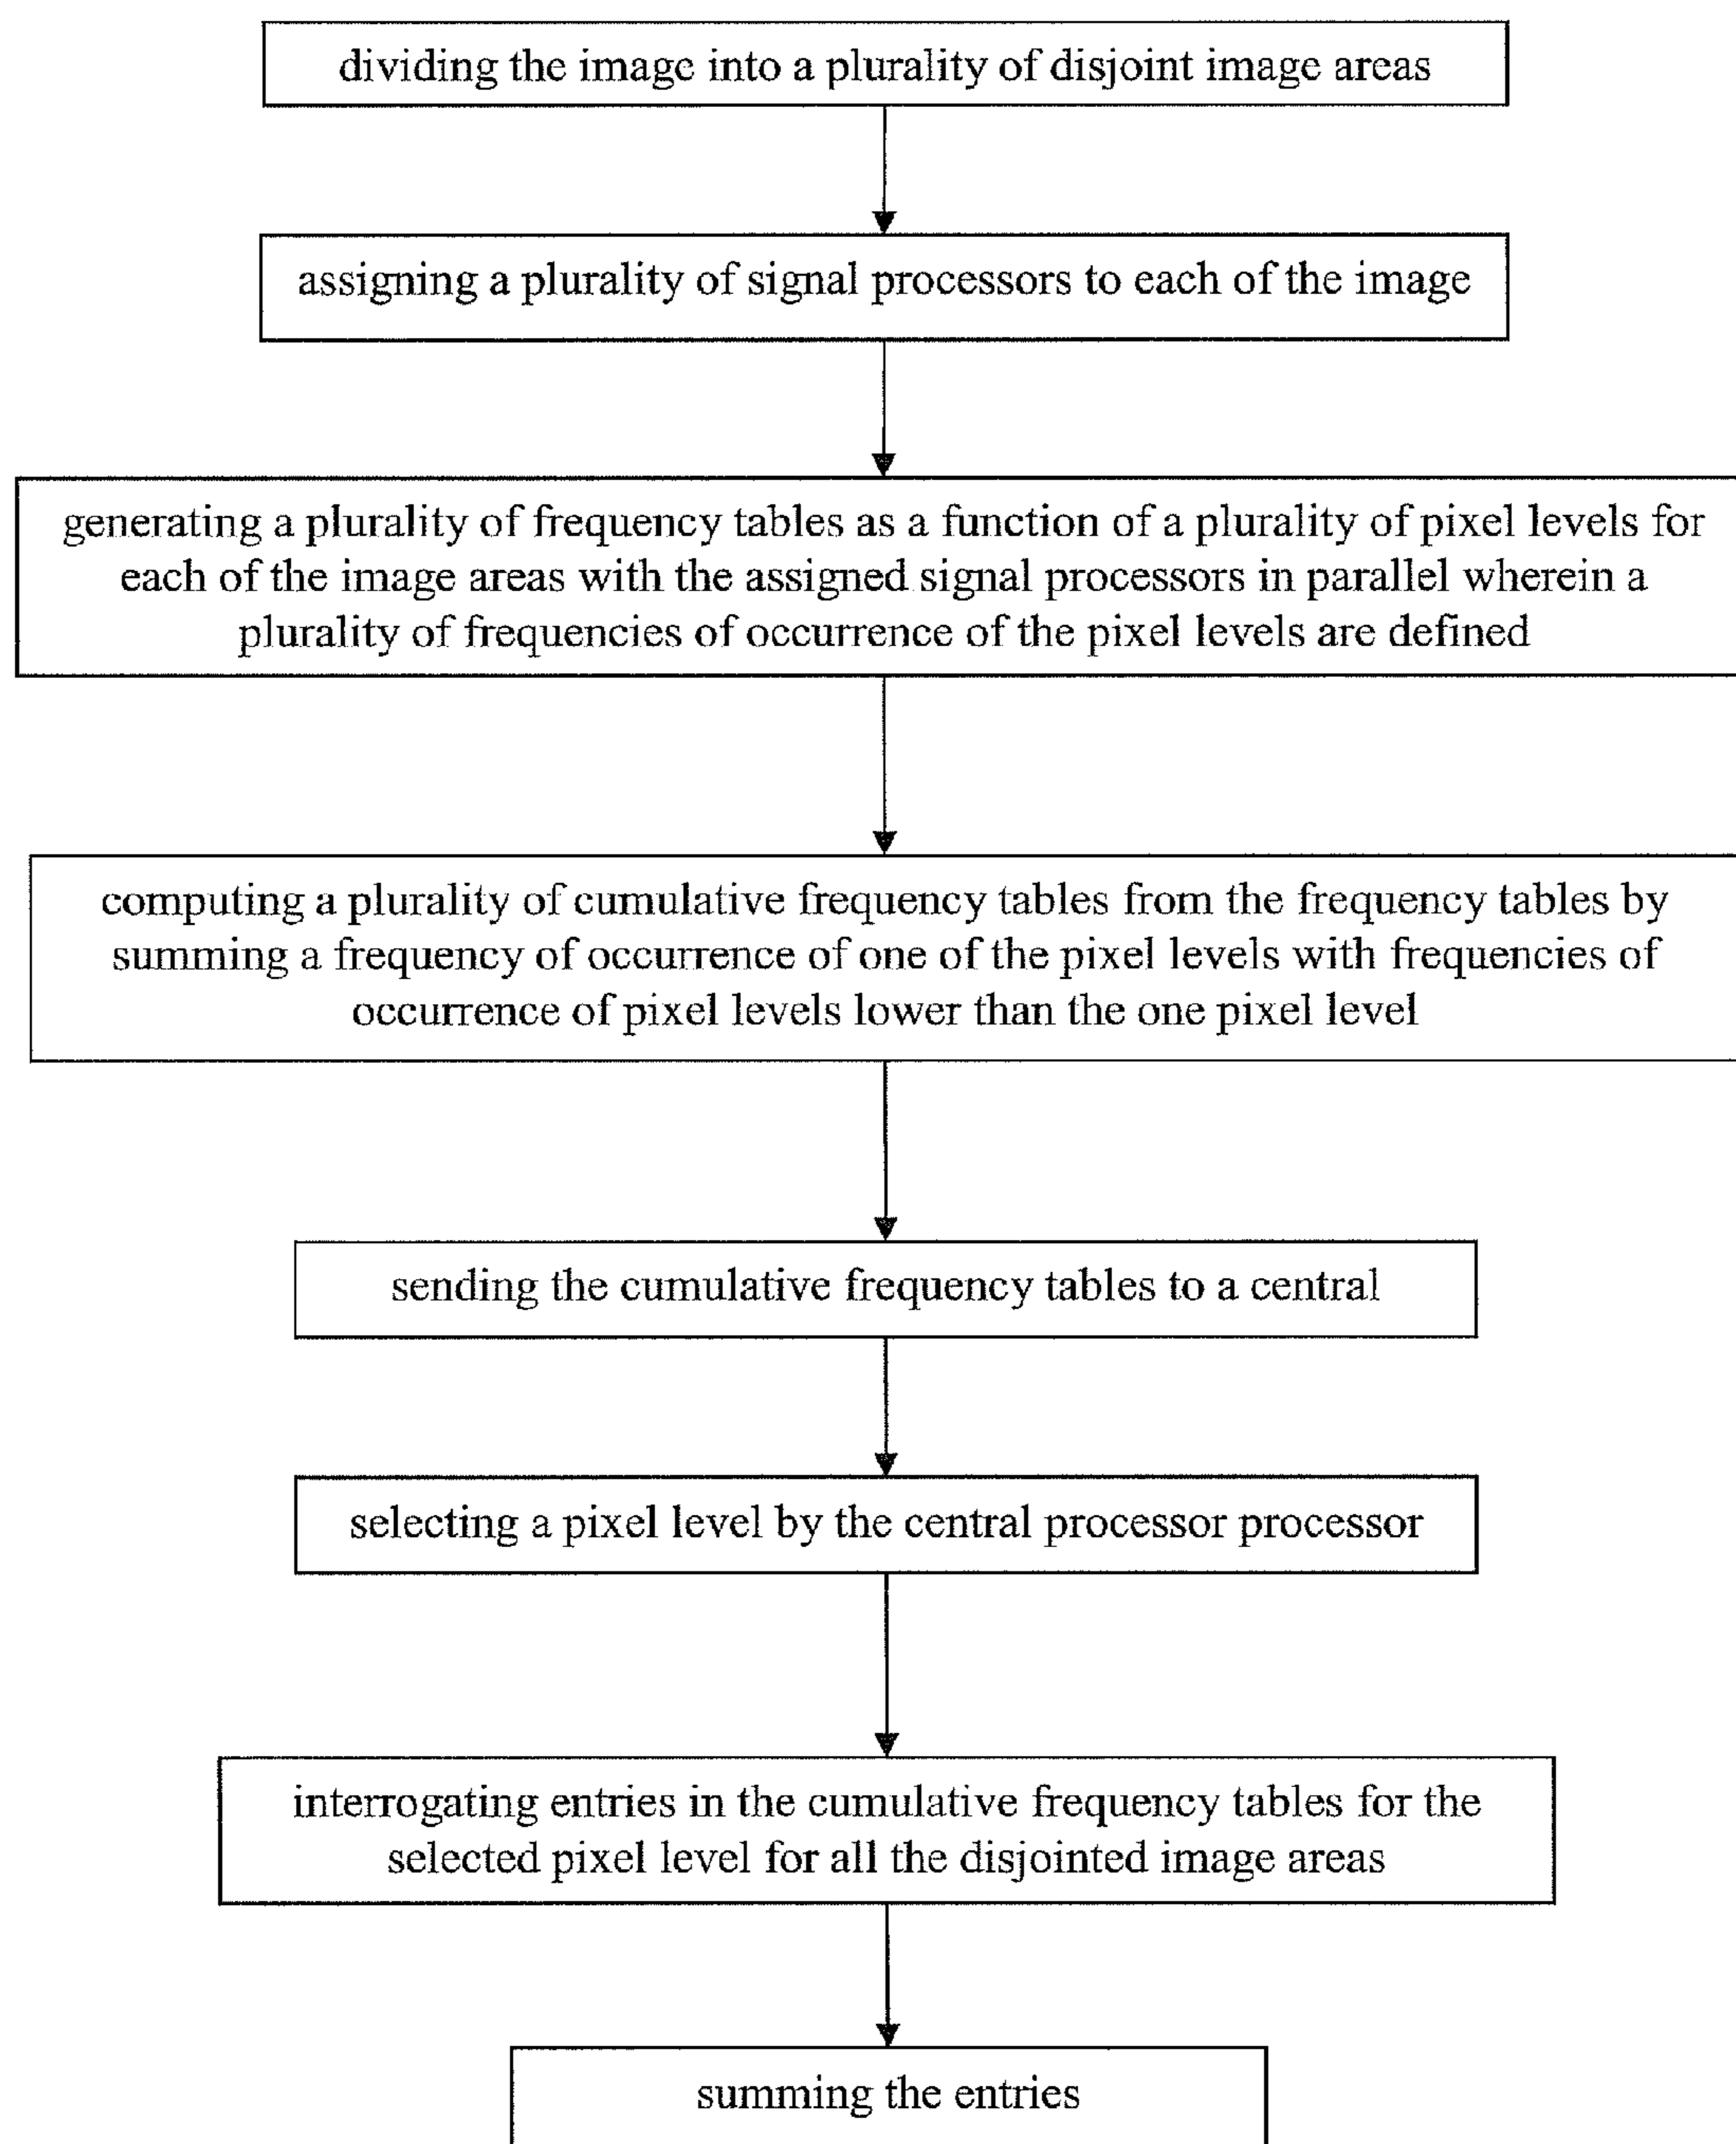 dividing the image into a plurality of disjoint image areas
assigning a plurality of signal processors to each of the image
generating a plurality of frequency tables as a function of a plurality of pixel levels for
each of the image areas with the assigned signal processors in parallel wherein a
plurality of frequencies of occurrence of the pixel levels are defined
computing a plurality of cumulative frequency tables from the frequency tables by
summing a frequency of occurrence of one of the pixel levels with frequencies of
occurrence of pixel levels lower than the one pixel level
sending the cumulative frequency tables to a central
selecting a pixel level by the central processor processor
interrogating entries in the cumulative frequency tables for the
selected pixel level for all the disjointed image areas
summing the entries